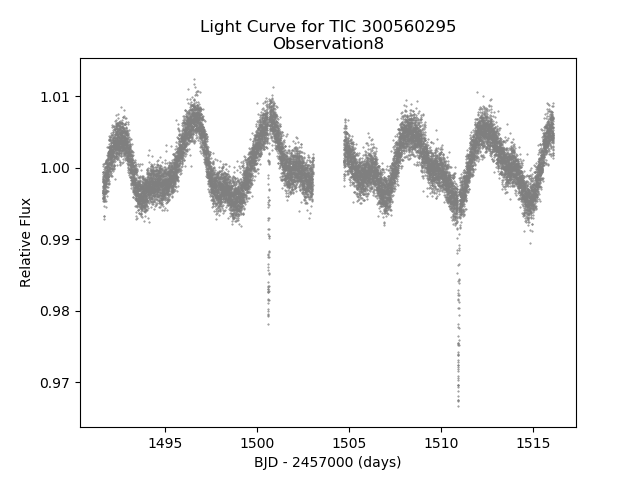 Light Curve for TIC 300560295
Observation8
1.01
1.00
0.99
0.98
0.97
Relative Flux
1495
1500
1505
1510
1515
BJD - 2457000 (days)